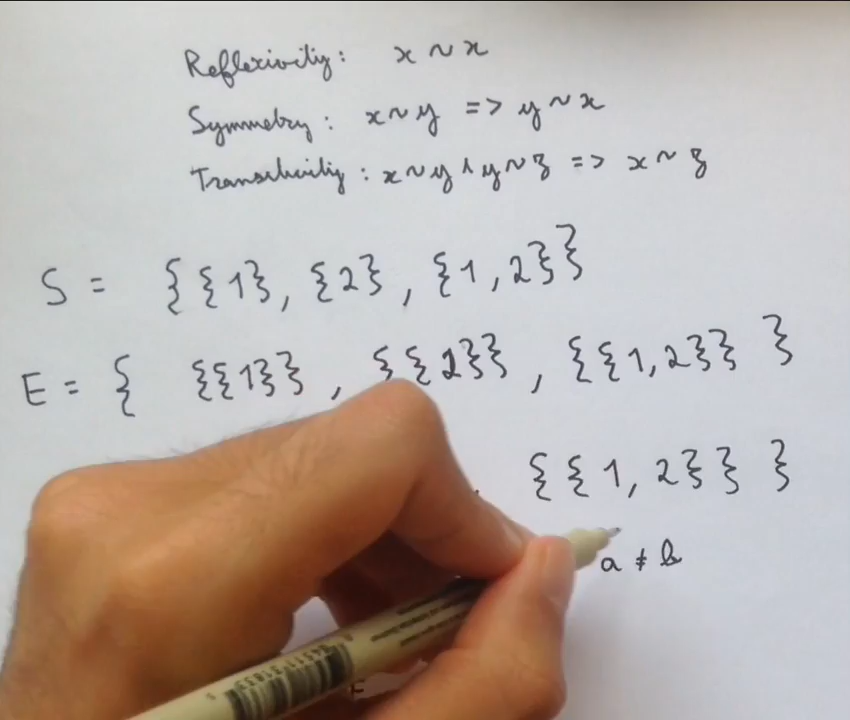 Reflexivity: x ~ x
Symmetry: x ~ y => y ~ x
Transitivity: x ~ y ∧ y ~ z => x ~ z
S = {{1}, {2}, {1, 2}}
E = { {{1}}, {{2}}, {{1, 2}} }
{{1, 2}} }
a ≠ b